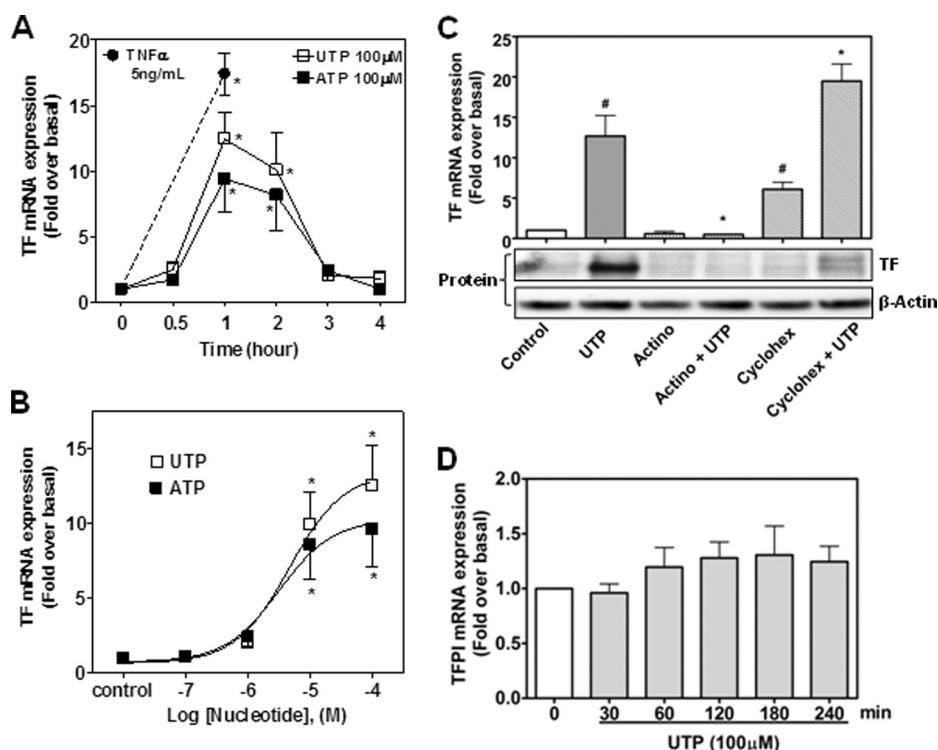 A
TF mRNA expression
(Fold over basal)
20
15
10
5
0
TNFα
5ng/mL
UTP 100µM
ATP 100µM
*
*
*
*
*
0
0.5
1
2
3
4
Time (hour)
B
TF mRNA expression
(Fold over basal)
15
10
5
0
UTP
ATP
*
*
*
*
control
-7
-6
-5
-4
Log [Nucleotide], (M)
C
TF mRNA expression
(Fold over basal)
25
20
15
10
5
0
#
*
#
*
Protein
TF
β-Actin
Control
UTP
Actino
Actino + UTP
Cyclohex
Cyclohex + UTP
D
TFPI mRNA expression
(Fold over basal)
2.0
1.5
1.0
0.5
0.0
0
30
60
120
180
240
min
UTP (100µM)